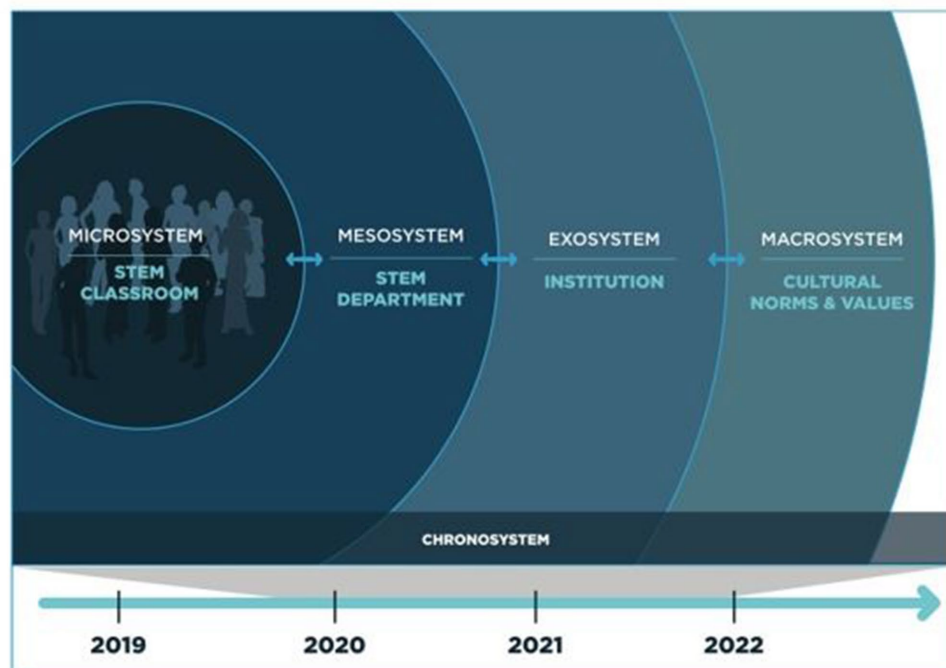 MICROSYSTEM
STEM
CLASSROOM
MESOSYSTEM
STEM
DEPARTMENT
EXOSYSTEM
INSTITUTION
MACROSYSTEM
CULTURAL
NORMS & VALUES
CHRONOSYSTEM
2019
2020
2021
2022